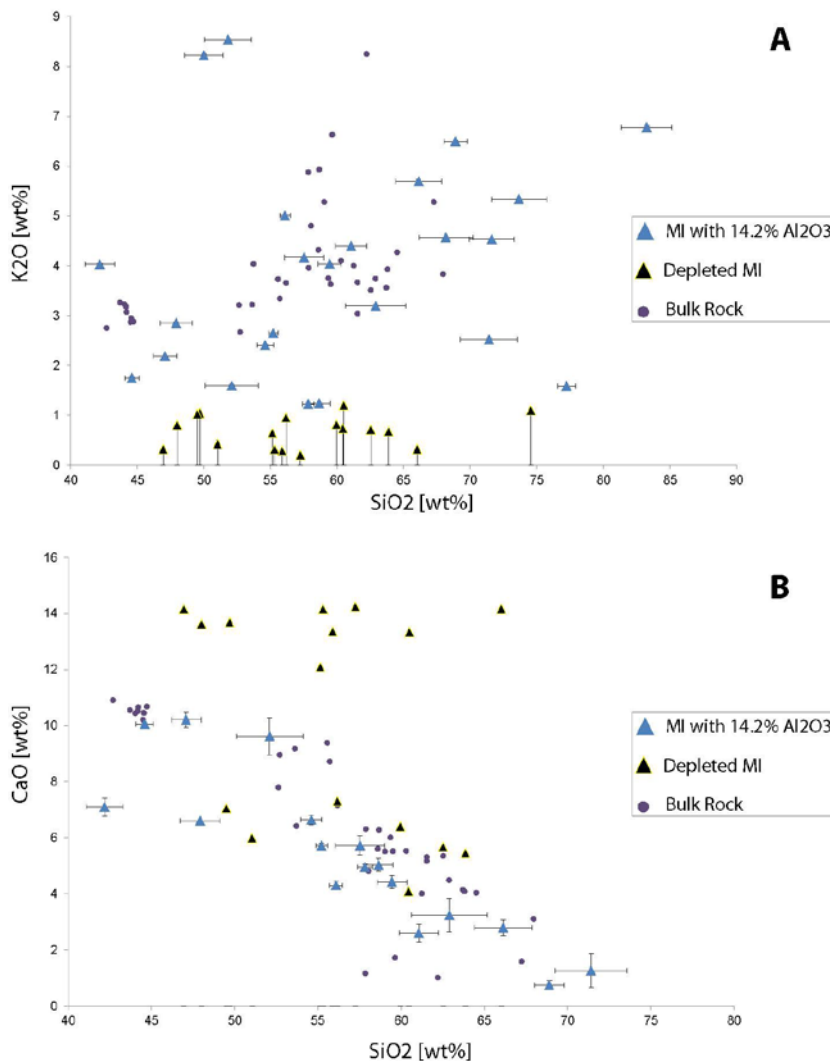 A
9
8
7
6
5
4
3
2
1
0
K2O [wt%]
40 45 50 55 60 65 70 75 80 85 90
SiO2 [wt%]
MI with 14.2% Al2O3
Depleted MI
Bulk Rock
B
16
14
12
10
8
6
4
2
0
CaO [wt%]
40 45 50 55 60 65 70 75 80
SiO2 [wt%]
MI with 14.2% Al2O3
Depleted MI
Bulk Rock